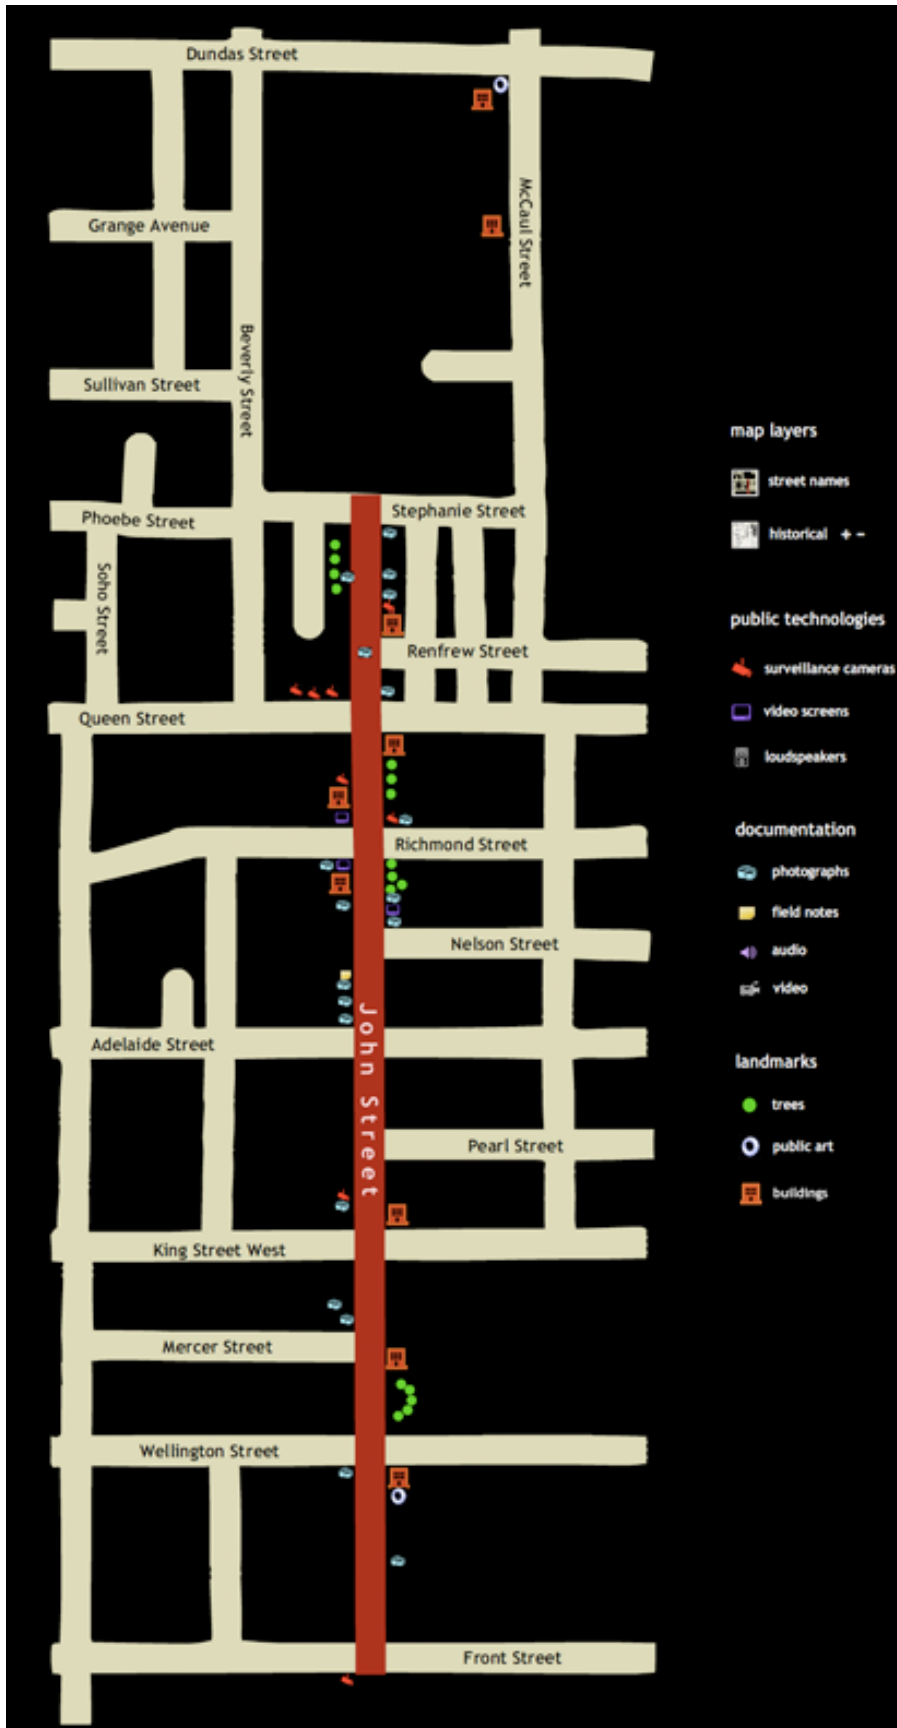 Dundas Street
McCaul Street
Grange Avenue
Beverly Street
Sullivan Street
map layers
street names
Stephanie Street
Phoebe Street
historical + -
Soho Street
public technologies
Renfrew Street
surveillance cameras
Queen Street
video screens
loudspeakers
Richmond Street
documentation
photographs
field notes
Nelson Street
audio
video
John Street
Adelaide Street
landmarks
trees
Pearl Street
public art
buildings
King Street West
Mercer Street
Wellington Street
Front Street